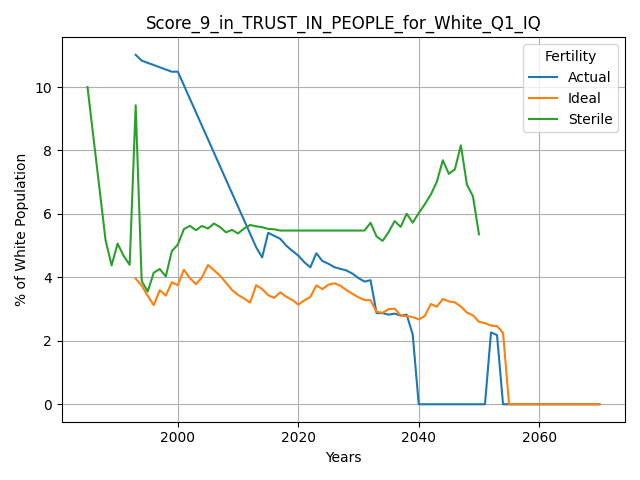 Score_9_in_TRUST_IN_PEOPLE_for_White_Q1_IQ
Fertility
Actual
Ideal
Sterile
% of White Population
10
8
6
4
2
0
2000
2020
2040
2060
Years